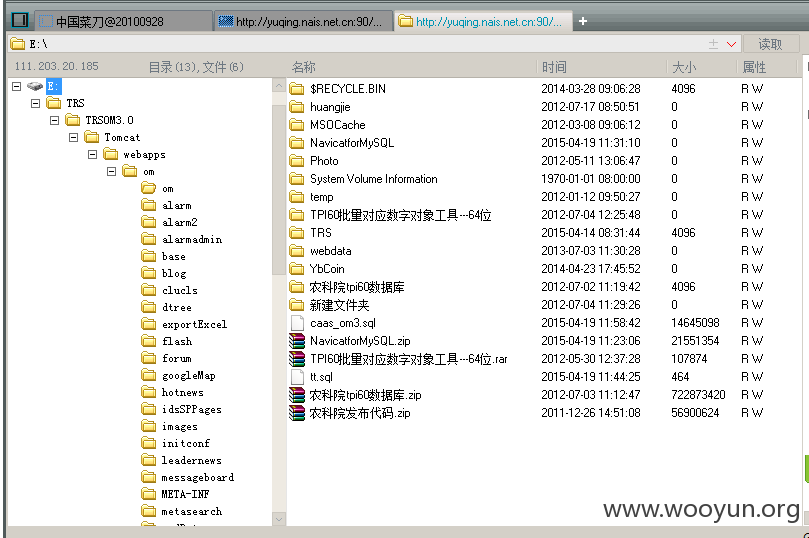 中国菜刀@20100928 http://yuqing.nais.net.cn:90/... http://yuqing.nais.net.cn:90/... +
E:\ 读取
111.203.20.185 目录(13),文件(6) 名称 时间 大小 属性
E:
TRS
TRSOM3.0
Tomcat
webapps
om
om
alarm
alarm2
alarmadmin
base
blog
clucls
dtree
exportExcel
flash
forum
googleMap
hotnews
idsSPPages
images
initconf
leadernews
messageboard
META-INF
metasearch
$RECYCLE.BIN 2014-03-28 09:06:28 4096 R W
huangjie 2012-07-17 08:50:51 0 R W
MSOCache 2012-03-08 09:06:12 0 R W
NavicatforMySQL 2015-04-19 11:31:10 0 R W
Photo 2012-05-11 13:06:47 0 R W
System Volume Information 1970-01-01 08:00:00 0 R W
temp 2012-01-12 09:50:27 0 R W
TPI60批量对应数字对象工具---64位 2012-07-04 12:25:48 0 R W
TRS 2015-04-14 08:31:44 4096 R W
webdata 2013-07-03 11:30:28 0 R W
YbCoin 2014-04-23 17:45:52 0 R W
农科院tpi60数据库 2012-07-02 11:19:42 4096 R W
新建文件夹 2012-07-04 11:29:26 0 R W
caas_om3.sql 2015-04-19 11:58:42 14645098 R W
NavicatforMySQL.zip 2015-04-19 11:23:06 21551354 R W
TPI60批量对应数字对象工具---64位.rar 2012-05-30 12:37:28 107874 R W
tt.sql 2015-04-19 11:44:25 464 R W
农科院tpi60数据库.zip 2012-07-03 11:12:47 722873420 R W
农科院发布代码.zip 2011-12-26 14:51:08 56900624 R W
www.wooyun.org